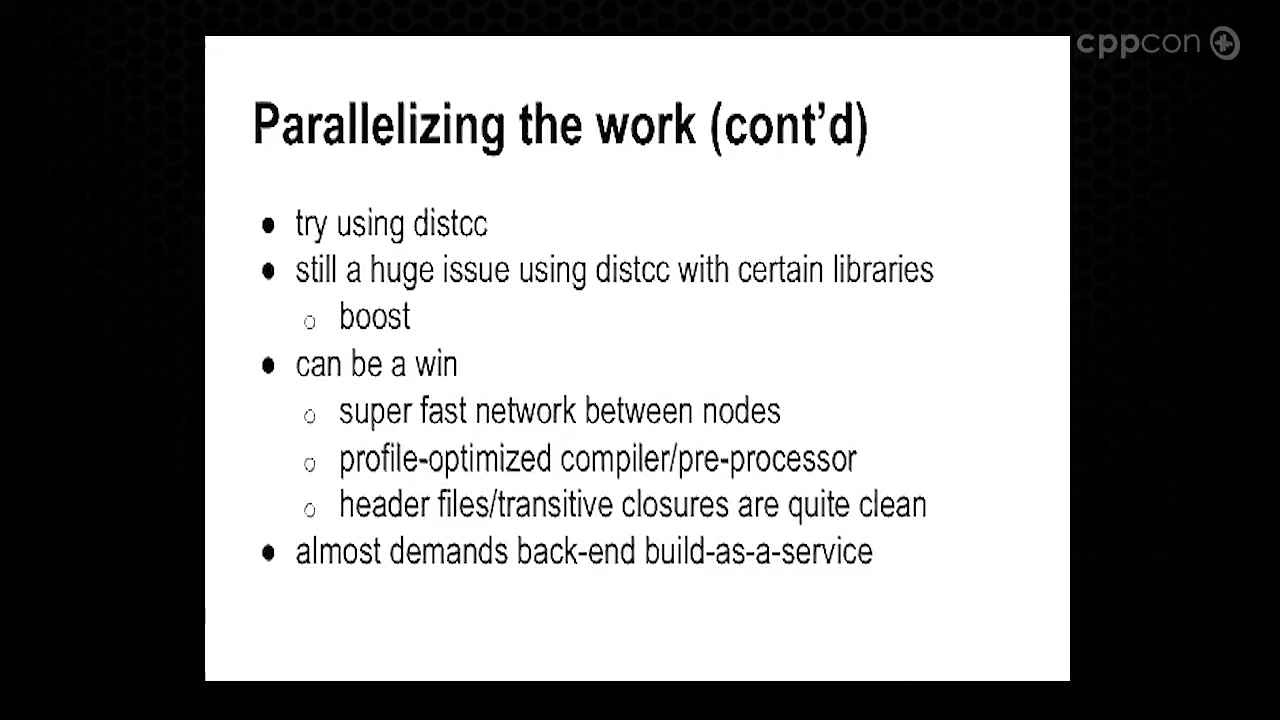 cppcon
Parallelizing the work (cont’d)
● try using distcc
● still a huge issue using distcc with certain libraries
○ boost
● can be a win
○ super fast network between nodes
○ profile-optimized compiler/pre-processor
○ header files/transitive closures are quite clean
● almost demands back-end build-as-a-service